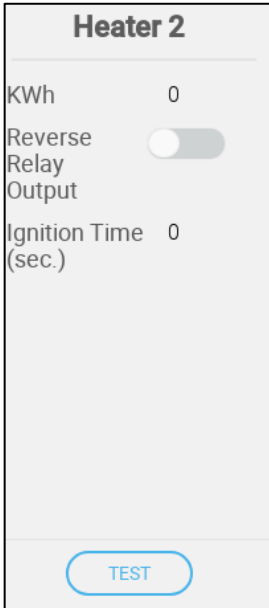 Heater 2
KWh 0
Reverse
Relay
Output
Ignition Time 0
(sec.)
TEST